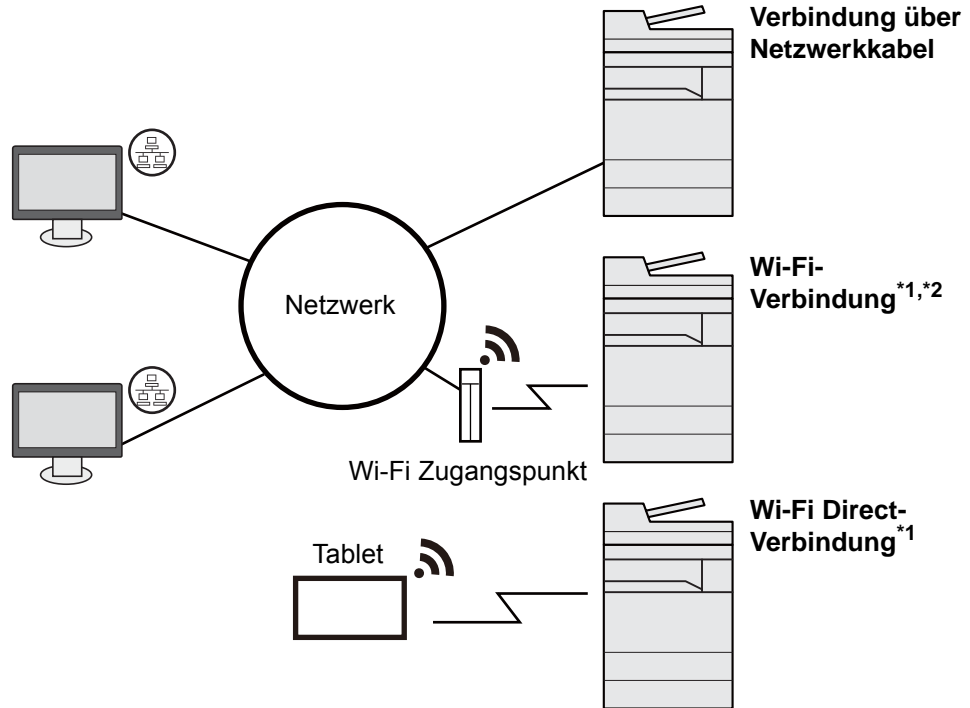 Verbindung über
Netzwerkkabel
Netzwerk
Wi-Fi-
Verbindung*1,*2
Wi-Fi Zugangspunkt
Wi-Fi Direct-
Verbindung*1
Tablet